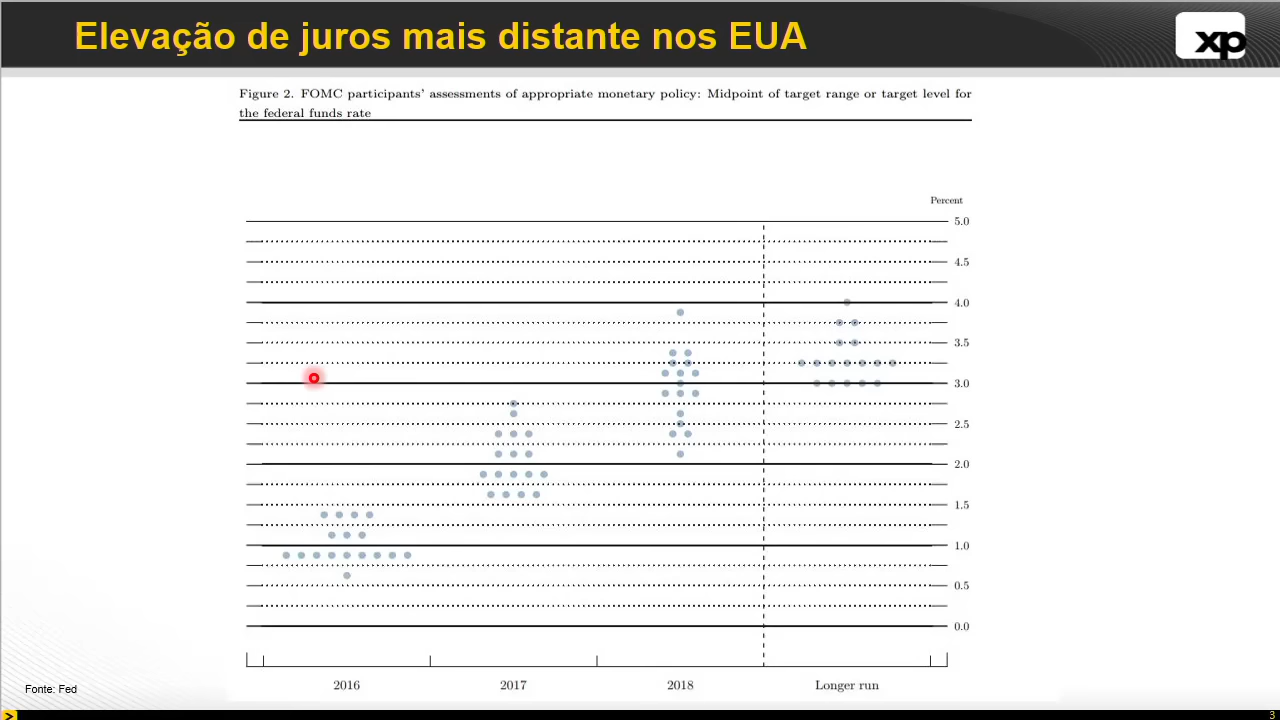 Elevação de juros mais distante nos EUA
xp
Figure 2. FOMC participants' assessments of appropriate monetary policy: Midpoint of target range or target level for
the federal funds rate
Percent
5.0
4.5
4.0
3.5
3.0
2.5
2.0
1.5
1.0
0.5
0.0
2016 2017 2018 Longer run
Fonte: Fed
3